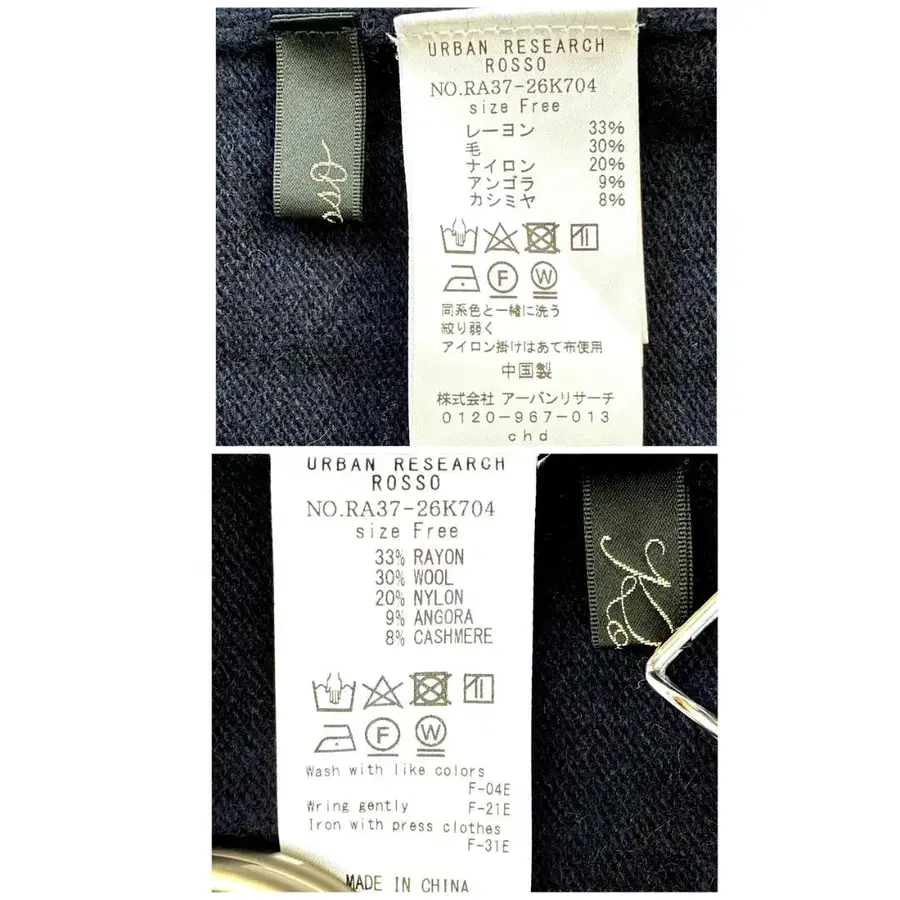 URBAN RESEARCH
ROSSO
NO.RA37-26K704
size Free
レーヨン 33%
毛 30%
ナイロン 20%
アンゴラ 9%
カシミヤ 8%
F W
同系色と一緒に洗う
絞り弱く
アイロン掛けはあて布使用
中国製
株式会社 アーバンリサーチ
0120-967-013
chd
URBAN RESEARCH
ROSSO
NO.RA37-26K704
size Free
33% RAYON
30% WOOL
20% NYLON
9% ANGORA
8% CASHMERE
F W
Wash with like colors
F-04E
Wring gently F-21E
Iron with press clothes
F-31E
MADE IN CHINA